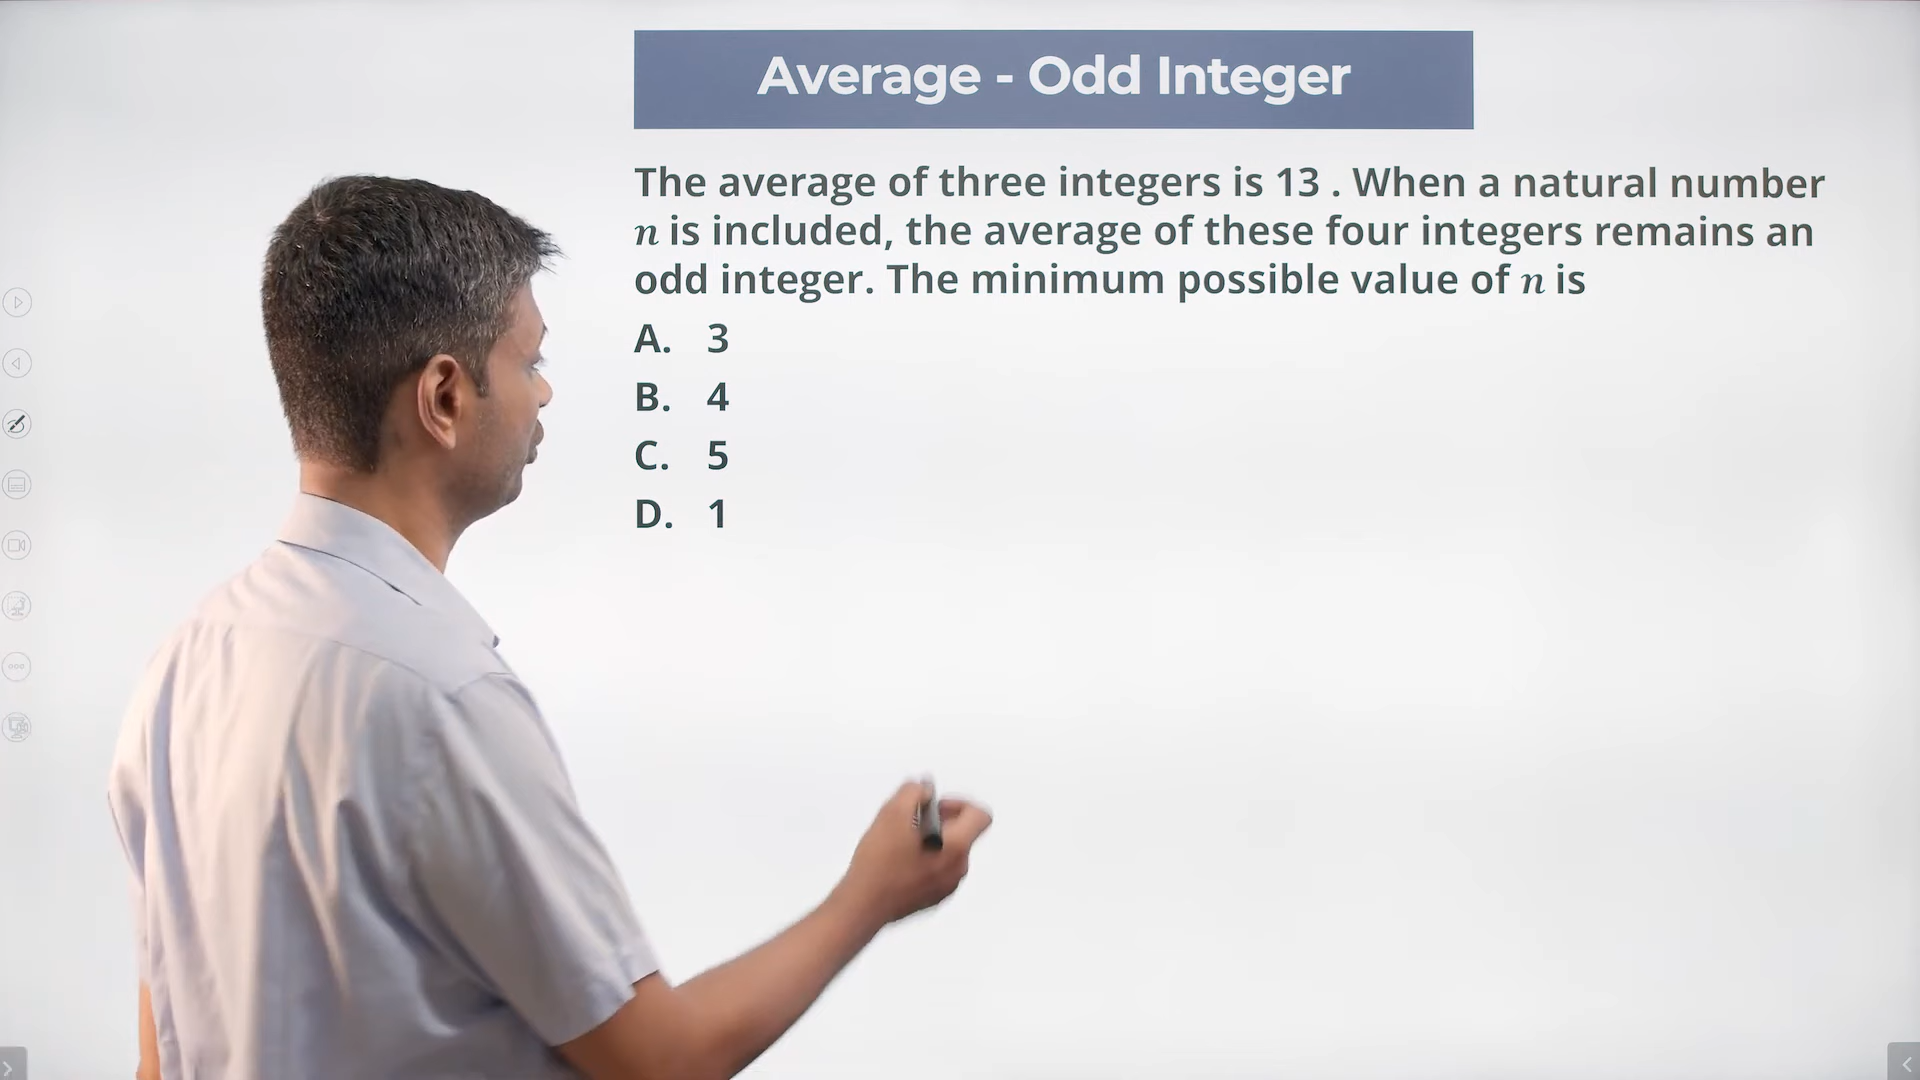 Average - Odd Integer
The average of three integers is 13 . When a natural number
n is included, the average of these four integers remains an
odd integer. The minimum possible value of n is
A. 3
B. 4
C. 5
D. 1